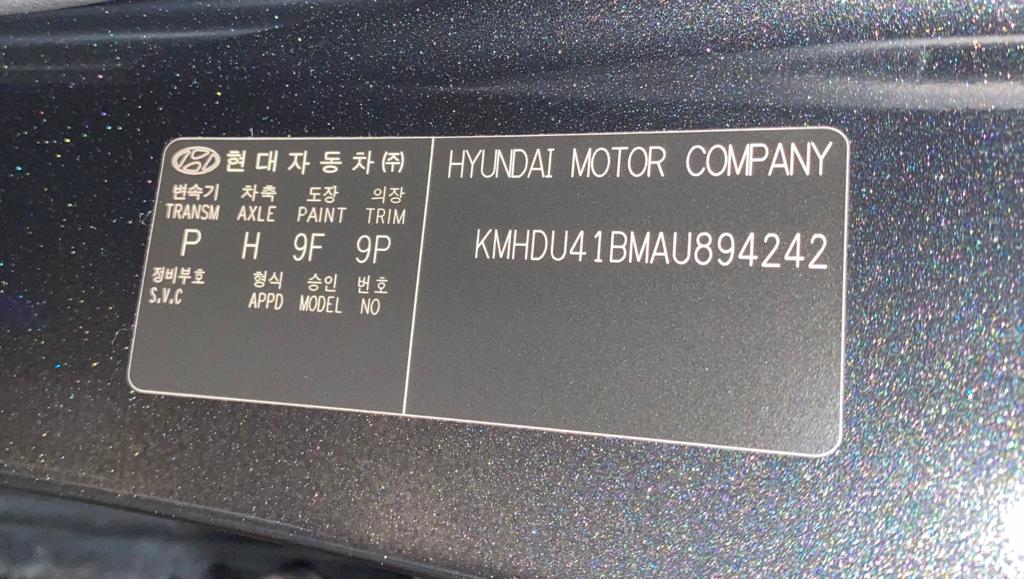 현대자동차(주)
변속기 차축 도장 의장
TRANSM AXLE PAINT TRIM
P H 9F 9P
정비부호 형식 승인 번호
S.V.C APPD MODEL NO
HYUNDAI MOTOR COMPANY
KMHDU41BMAU894242